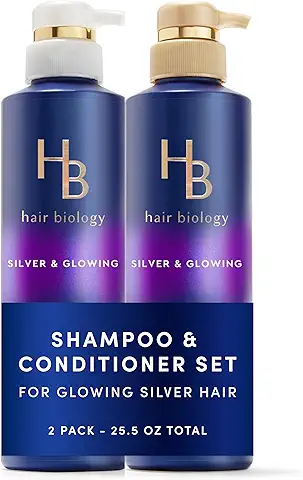 HB
hair biology
SILVER & GLOWING
HB
hair biology
SILVER & GLOWING
SHAMPOO &
CONDITIONER SET
FOR GLOWING SILVER HAIR
2 PACK – 25.5 OZ TOTAL